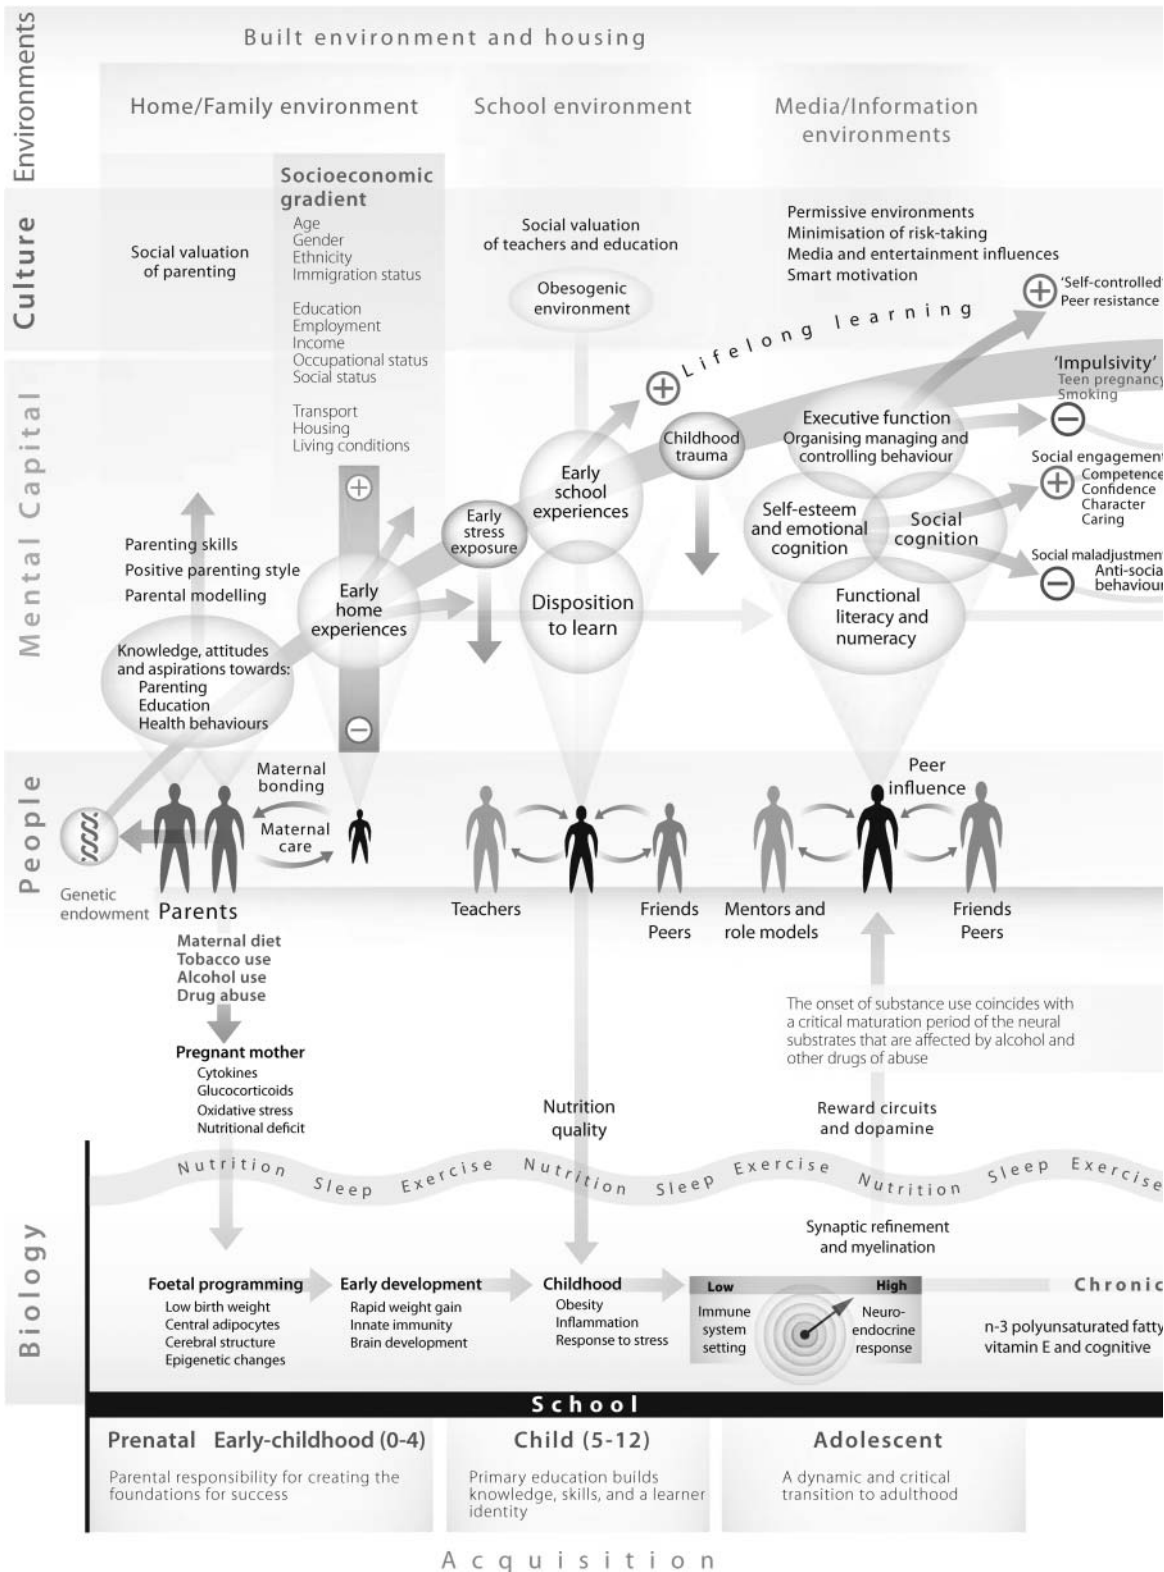 Environments
Built environment and housing
Home/Family environment
School environment
Media/Information
environments
Culture
Socioeconomic
gradient
Age
Gender
Ethnicity
Immigration status
Education
Employment
Income
Occupational status
Social status
Transport
Housing
Living conditions
Social valuation
of parenting
Social valuation
of teachers and education
Obesogenic
environment
Permissive environments
Minimisation of risk-taking
Media and entertainment influences
Smart motivation
'Self-controlled'
Peer resistance
Lifelong learning
Mental Capital
'Impulsivity'
Teen pregnancy
Smoking
Executive function
Organising managing and
controlling behaviour
Childhood
trauma
Early
school
experiences
Early
stress
exposure
Social engagement
Competence
Confidence
Character
Caring
Self-esteem
and emotional
cognition
Social
cognition
Social maladjustment
Anti-social
behaviour
Parenting skills
Positive parenting style
Parental modelling
Early
home
experiences
Disposition
to learn
Functional
literacy and
numeracy
Knowledge, attitudes
and aspirations towards:
Parenting
Education
Health behaviours
People
Maternal
bonding
Maternal
care
Peer
influence
Genetic
endowment
Parents
Teachers
Friends
Peers
Mentors and
role models
Friends
Peers
Maternal diet
Tobacco use
Alcohol use
Drug abuse
Pregnant mother
Cytokines
Glucocorticoids
Oxidative stress
Nutritional deficit
The onset of substance use coincides with
a critical maturation period of the neural
substrates that are affected by alcohol and
other drugs of abuse
Nutrition
quality
Reward circuits
and dopamine
Nutrition Sleep Exercise Nutrition Sleep Exercise Nutrition Sleep Exercise
Biology
Synaptic refinement
and myelination
Foetal programming
Low birth weight
Central adipocytes
Cerebral structure
Epigenetic changes
Early development
Rapid weight gain
Innate immunity
Brain development
Childhood
Obesity
Inflammation
Response to stress
Low
High
Immune
system
setting
Neuro-
endocrine
response
Chronic
n-3 polyunsaturated fatty
vitamin E and cognitive
School
Prenatal Early-childhood (0-4)
Parental responsibility for creating the
foundations for success
Child (5-12)
Primary education builds
knowledge, skills, and a learner
identity
Adolescent
A dynamic and critical
transition to adulthood
Acquisition